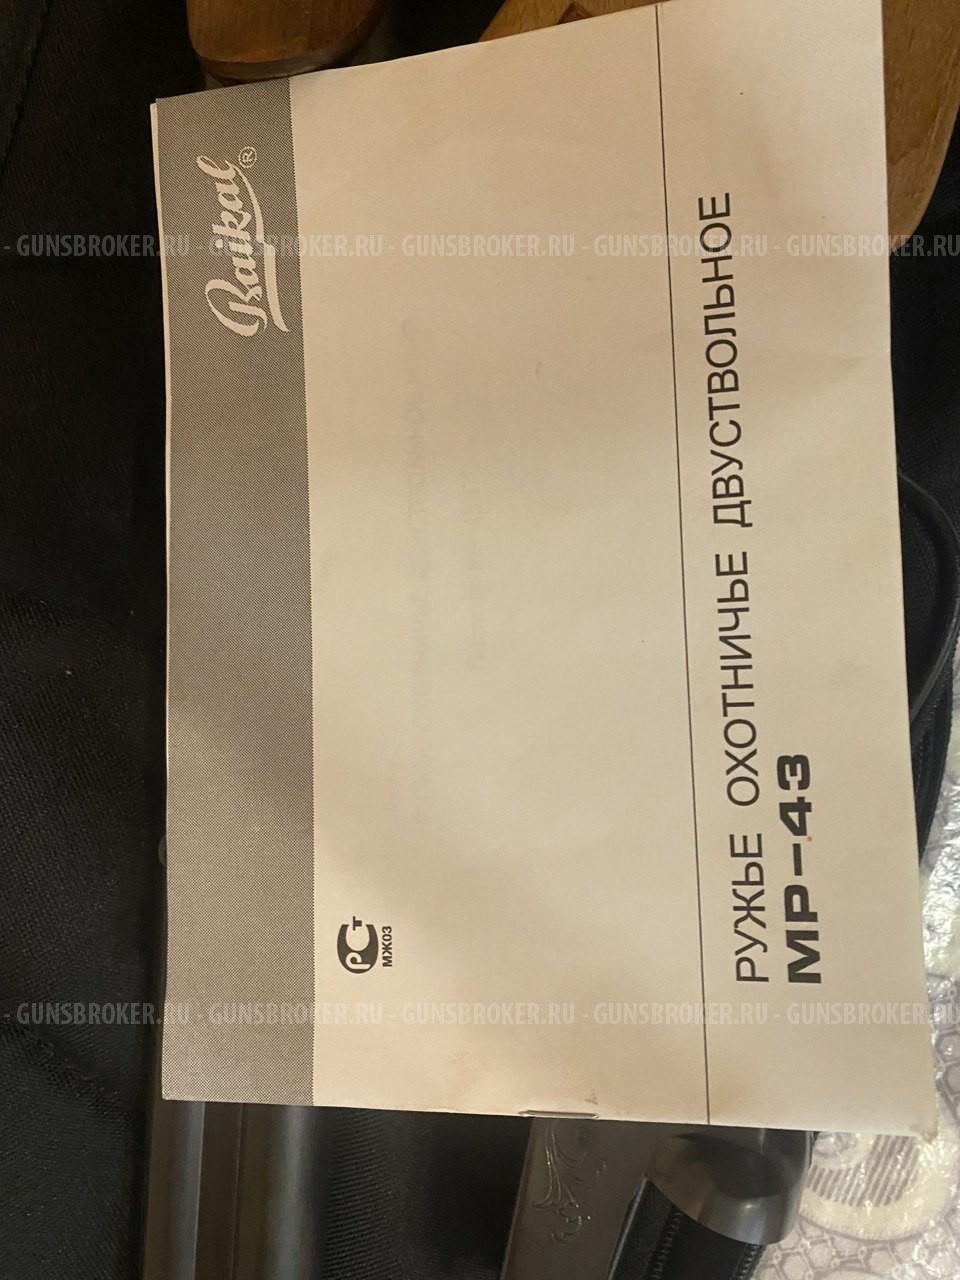 Baikal®
РСТ
МЖ03
РУЖЬЕ ОХОТНИЧЬЕ ДВУСТВОЛЬНОЕ
МР-43
- GUNSBROKER.RU - GUNSBROKER.RU - GUNSBROKER.RU - GUNSBROKER.RU - GUNSBROKER.RU
- GUNSBROKER.RU - GUNSBROKER.RU - GUNSBROKER.RU - GUNSBROKER.RU - GUNSBROKER.RU